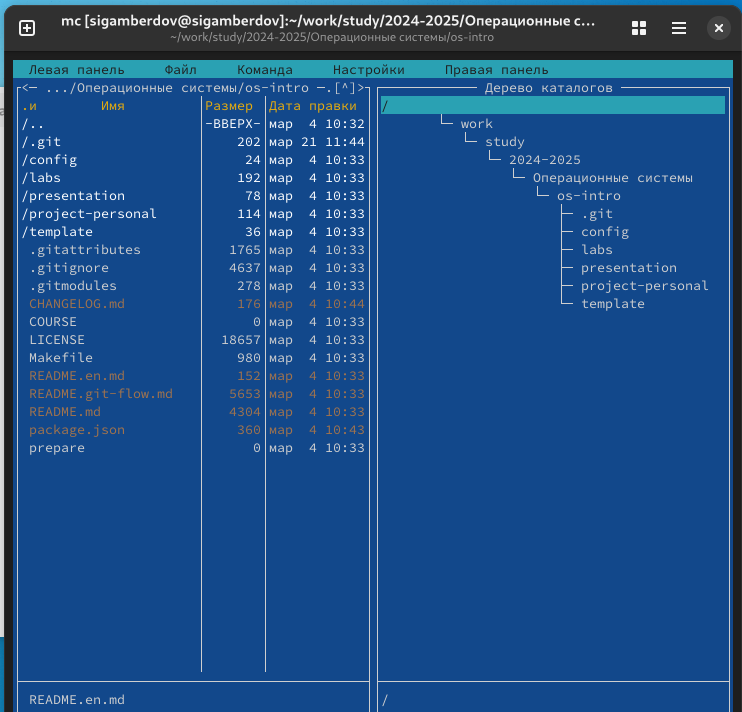 mc [sigamberdov@sigamberdov]:~/work/study/2024-2025/Операционные с...
~/work/study/2024-2025/Операционные системы/os-intro
Левая панель Файл Команда Настройки Правая панель
<─ .../Операционные системы/os-intro ─.[^]>
.и Имя Размер Дата правки
/.. -ВВЕРХ- мар 4 10:32
/.git 202 мар 21 11:44
/config 24 мар 4 10:33
/labs 192 мар 4 10:33
/presentation 78 мар 4 10:33
/project-personal 114 мар 4 10:33
/template 36 мар 4 10:33
.gitattributes 1765 мар 4 10:33
.gitignore 4637 мар 4 10:33
.gitmodules 278 мар 4 10:33
CHANGELOG.md 176 мар 4 10:44
COURSE 0 мар 4 10:33
LICENSE 18657 мар 4 10:33
Makefile 980 мар 4 10:33
README.en.md 152 мар 4 10:33
README.git-flow.md 5653 мар 4 10:33
README.md 4304 мар 4 10:33
package.json 360 мар 4 10:43
prepare 0 мар 4 10:33
README.en.md
Дерево каталогов
/
work
study
2024-2025
Операционные системы
os-intro
.git
config
labs
presentation
project-personal
template
/